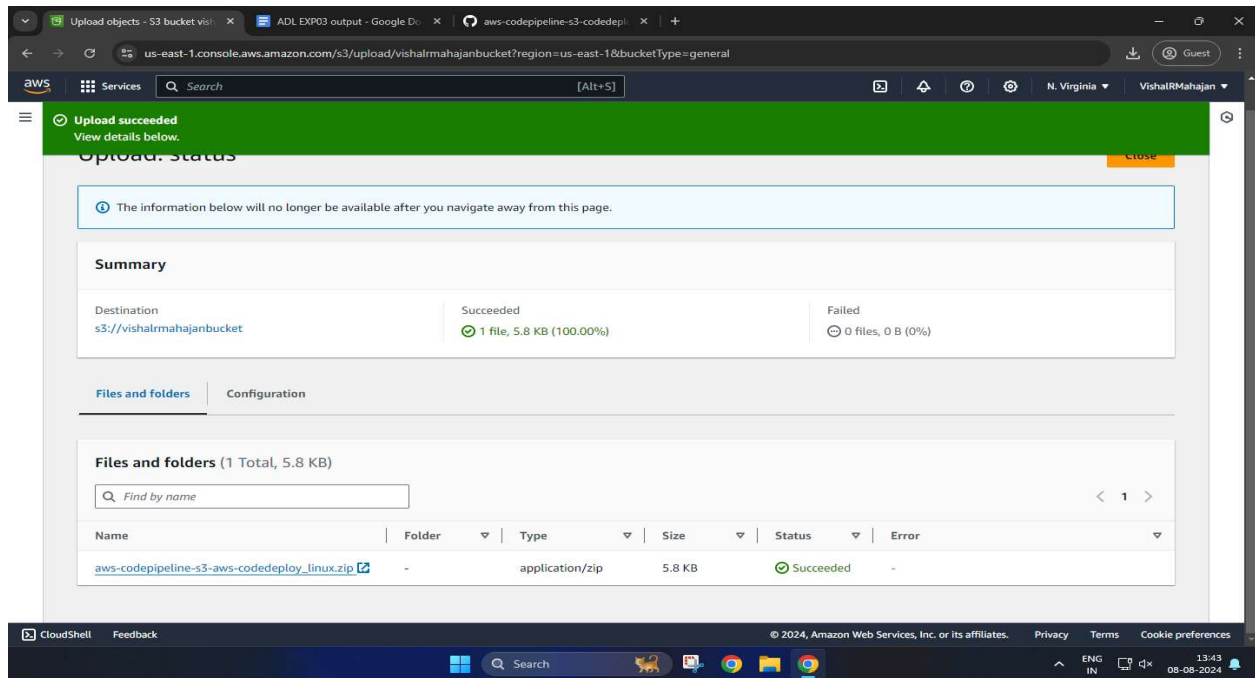 Upload objects - S3 bucket vish
ADL EXP03 output - Google Do
aws-codepipeline-s3-codedepl
us-east-1.console.aws.amazon.com/s3/upload/vishalrmahajanbucket?region=us-east-1&bucketType=general
Guest
aws
Services
Search
[Alt+S]
N. Virginia
VishalRMahajan
Upload succeeded
View details below.
Upload: status
Close
The information below will no longer be available after you navigate away from this page.
Summary
Destination
s3://vishalrmahajanbucket
Succeeded
1 file, 5.8 KB (100.00%)
Failed
0 files, 0 B (0%)
Files and folders
Configuration
Files and folders (1 Total, 5.8 KB)
Find by name
1
Name Folder Type Size Status Error
aws-codepipeline-s3-aws-codedeploy_linux.zip - application/zip 5.8 KB Succeeded -
CloudShell Feedback © 2024, Amazon Web Services, Inc. or its affiliates. Privacy Terms Cookie preferences
Search
ENG
IN
13:43
08-08-2024